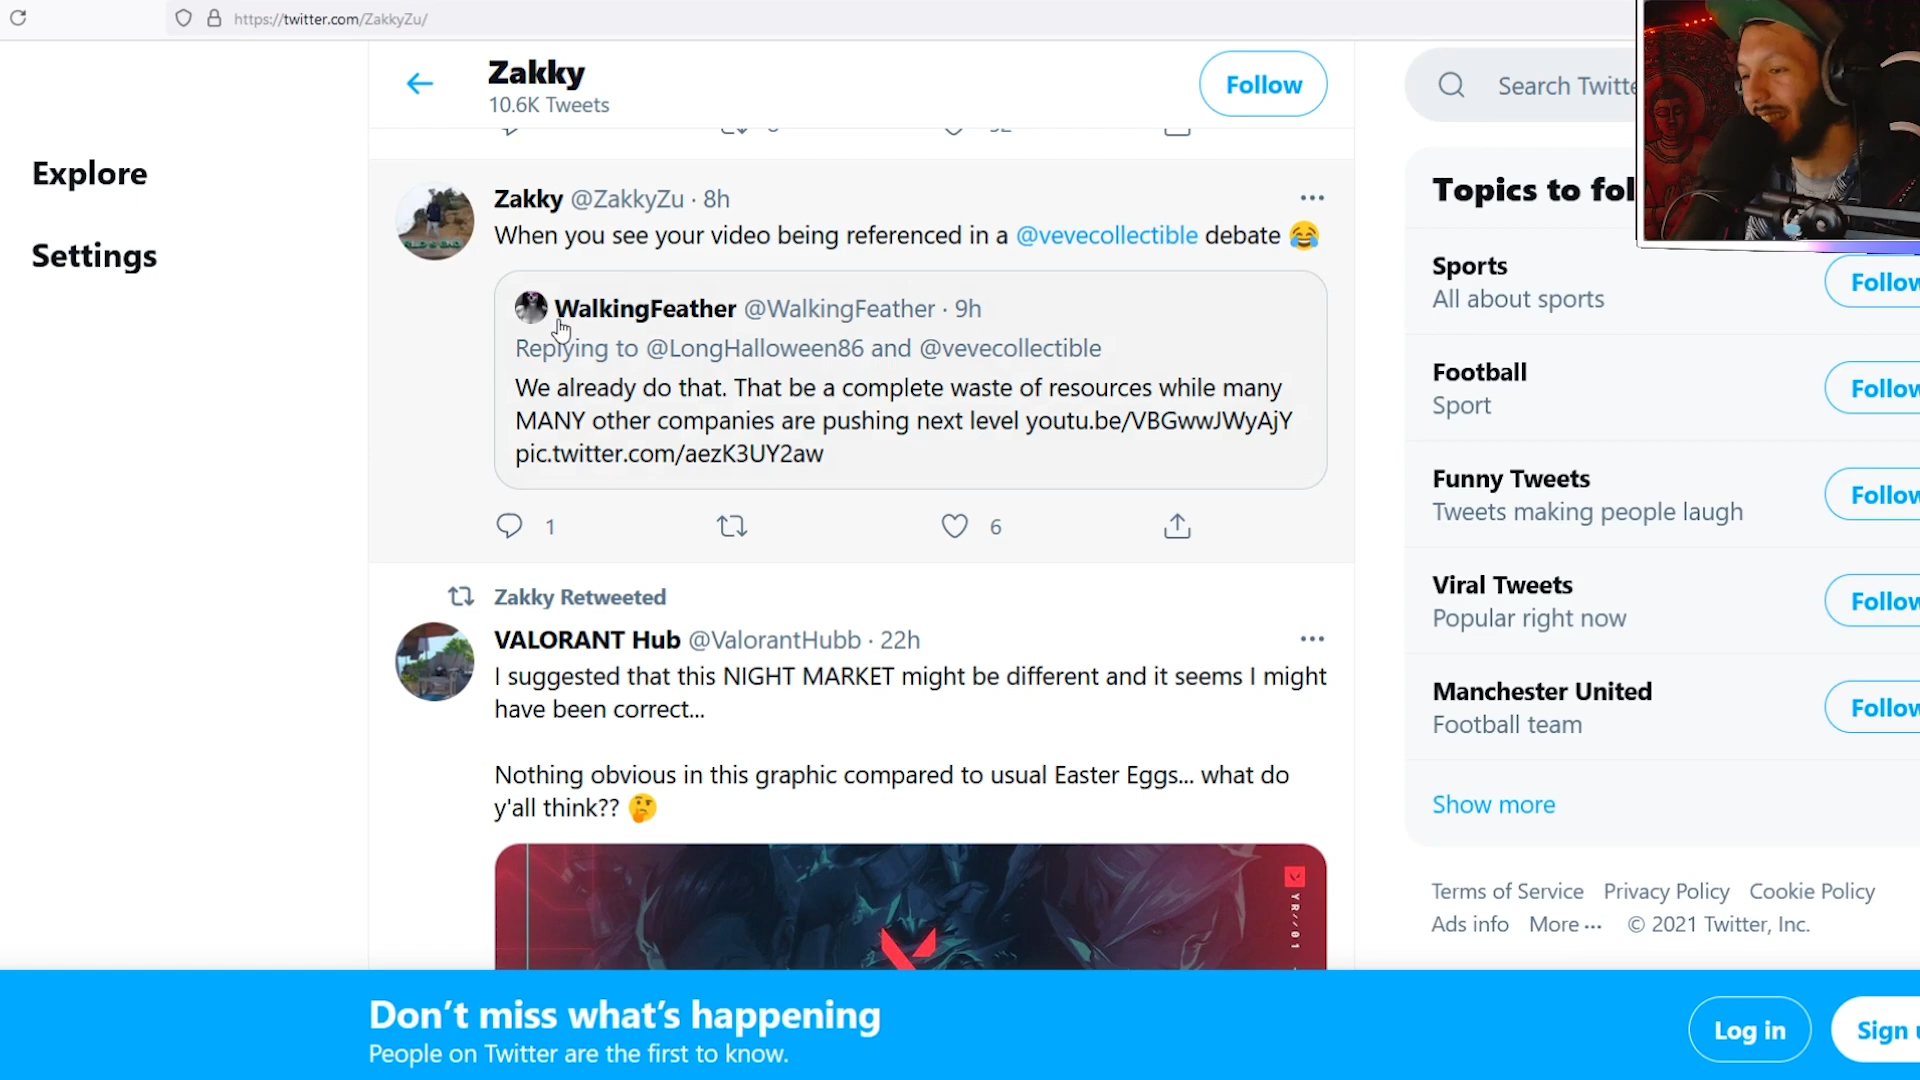 https://twitter.com/ZakkyZu/
Zakky
10.6K Tweets
Follow
Search Twitte
Explore
Settings
Zakky @ZakkyZu · 8h
When you see your video being referenced in a @vevecollectible debate 😂
WalkingFeather @WalkingFeather · 9h
Replying to @LongHalloween86 and @vevecollectible
We already do that. That be a complete waste of resources while many
MANY other companies are pushing next level youtu.be/VBGwwJWyAjY
pic.twitter.com/aezK3UY2aw
1
6
Zakky Retweeted
VALORANT Hub @ValorantHubb · 22h
I suggested that this NIGHT MARKET might be different and it seems I might
have been correct...
Nothing obvious in this graphic compared to usual Easter Eggs... what do
y'all think?? 🤔
YR//01
Topics to fol
Sports
All about sports
Follow
Football
Sport
Follow
Funny Tweets
Tweets making people laugh
Follow
Viral Tweets
Popular right now
Follow
Manchester United
Football team
Follow
Show more
Terms of Service Privacy Policy Cookie Policy
Ads info More ··· © 2021 Twitter, Inc.
Don't miss what's happening
People on Twitter are the first to know.
Log in
Sign u